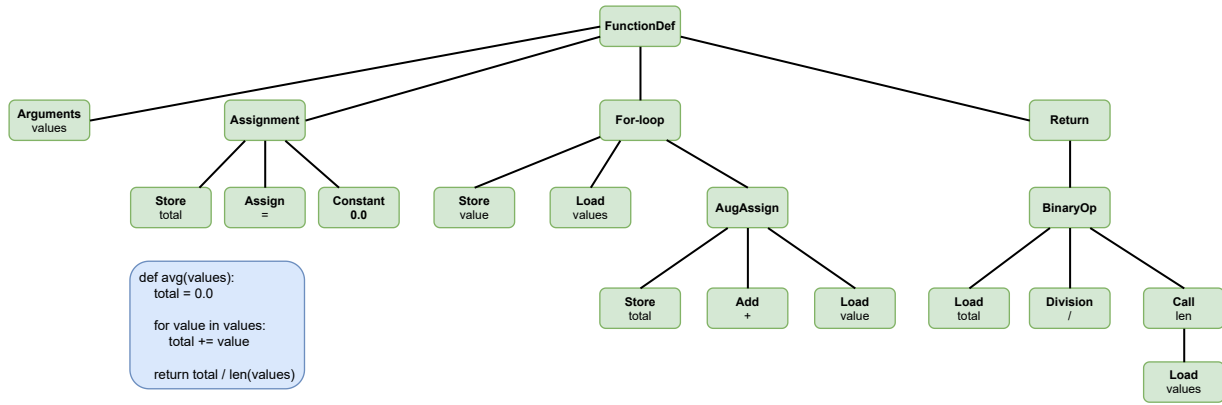 FunctionDef
Arguments
values
Assignment
For-loop
Return
Store
total
Assign
=
Constant
0.0
Store
value
Load
values
AugAssign
BinaryOp
def avg(values):
total = 0.0
for value in values:
total += value
return total / len(values)
Store
total
Add
+
Load
value
Load
total
Division
/
Call
len
Load
values